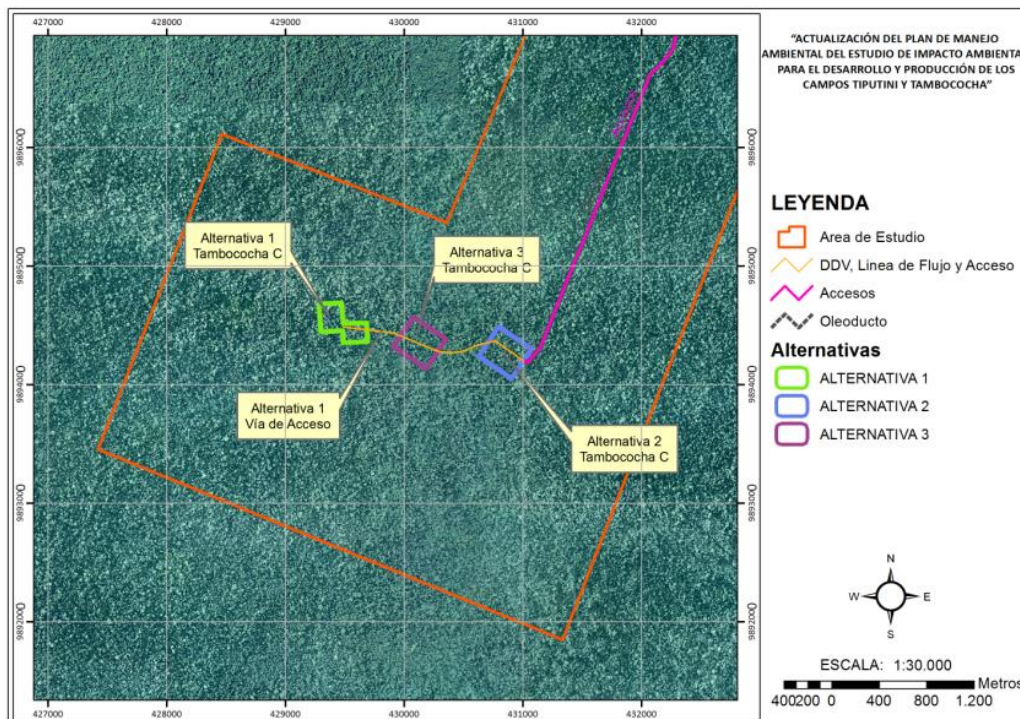 427000
428000
429000
430000
431000
432000
“ACTUALIZACIÓN DEL PLAN DE MANEJO
AMBIENTAL DEL ESTUDIO DE IMPACTO AMBIENTA
PARA EL DESARROLLO Y PRODUCCIÓN DE LOS
CAMPOS TIPUTINI Y TAMBOCOCHA”
9896000
9895000
9894000
9893000
9892000
Alternativa 1
Tambococha C
Alternativa 3
Tambococha C
Alternativa 1
Vía de Acceso
Alternativa 2
Tambococha C
9896000
9895000
9894000
9893000
9892000
427000
428000
429000
430000
431000
432000
LEYENDA
Area de Estudio
DDV, Linea de Flujo y Acceso
Accesos
Oleoducto
Alternativas
ALTERNATIVA 1
ALTERNATIVA 2
ALTERNATIVA 3
N
W
E
S
ESCALA: 1:30.000
Metros
400200 0 400 800 1.200